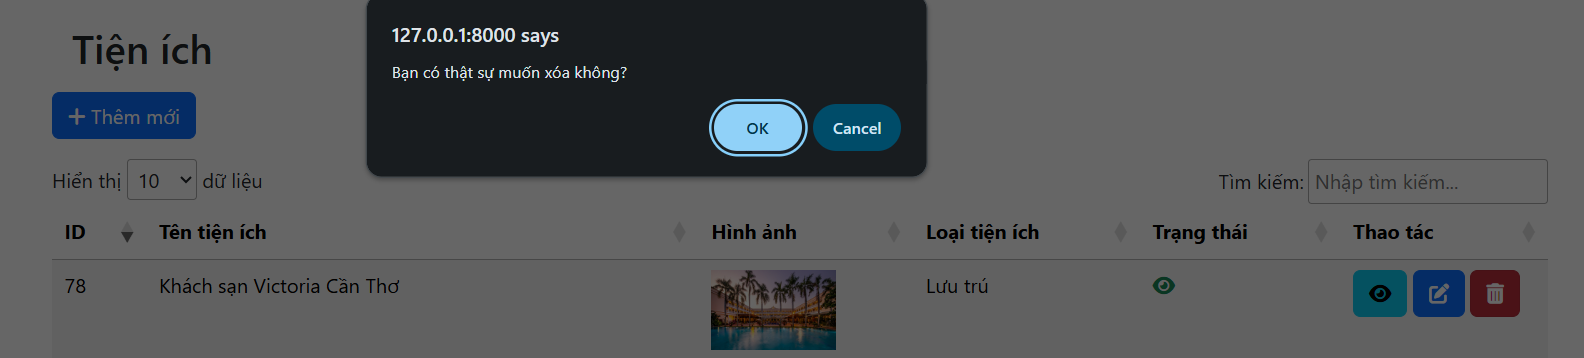 127.0.0.1:8000 says
Bạn có thật sự muốn xóa không?
OK Cancel
Tiện ích
Thêm mới
Hiển thị 10 dữ liệu Tìm kiếm: Nhập tìm kiếm...
ID Tên tiện ích Hình ảnh Loại tiện ích Trạng thái Thao tác
78 Khách sạn Victoria Cần Thơ Lưu trú